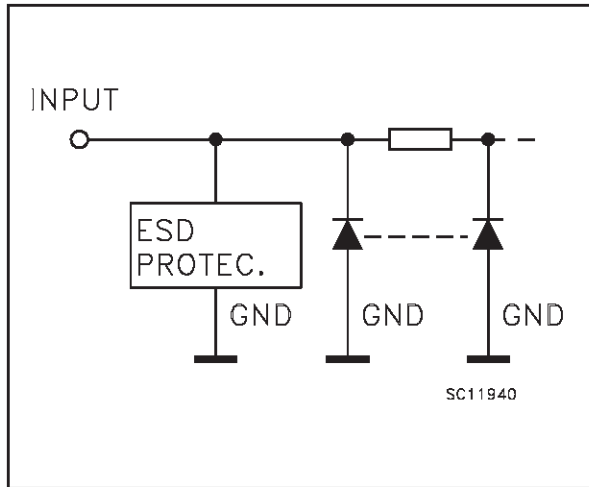 INPUT
ESD
PROTEC.
GND GND GND
SC11940